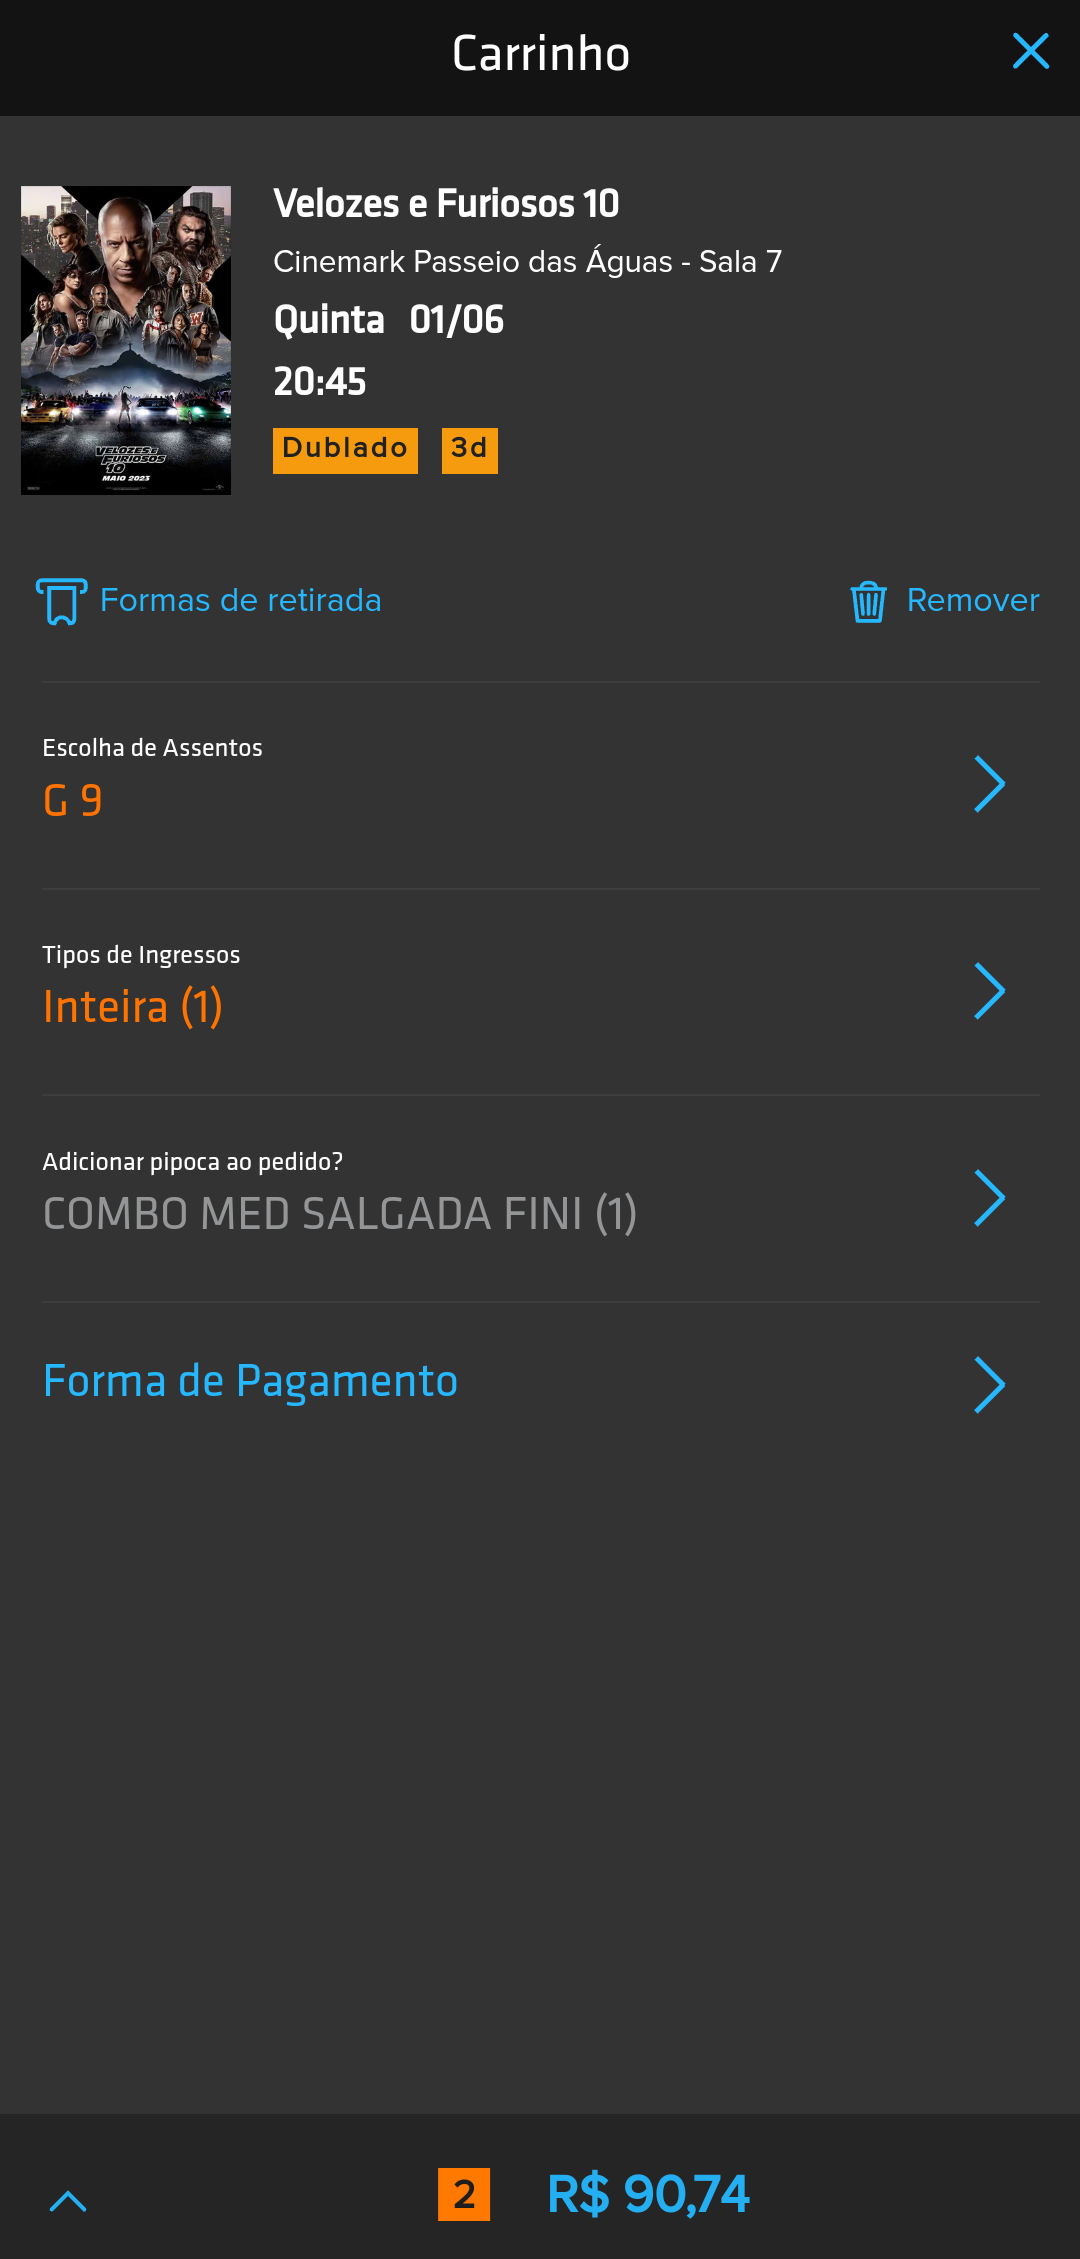 Carrinho
Velozes e Furiosos 10
Cinemark Passeio das Águas - Sala 7
Quinta 01/06
20:45
Dublado 3d
VELOZES E
FURIOSOS
10
MAIO 2023
Formas de retirada
Remover
Escolha de Assentos
G 9
Tipos de Ingressos
Inteira (1)
Adicionar pipoca ao pedido?
COMBO MED SALGADA FINI (1)
Forma de Pagamento
2 R$ 90,74